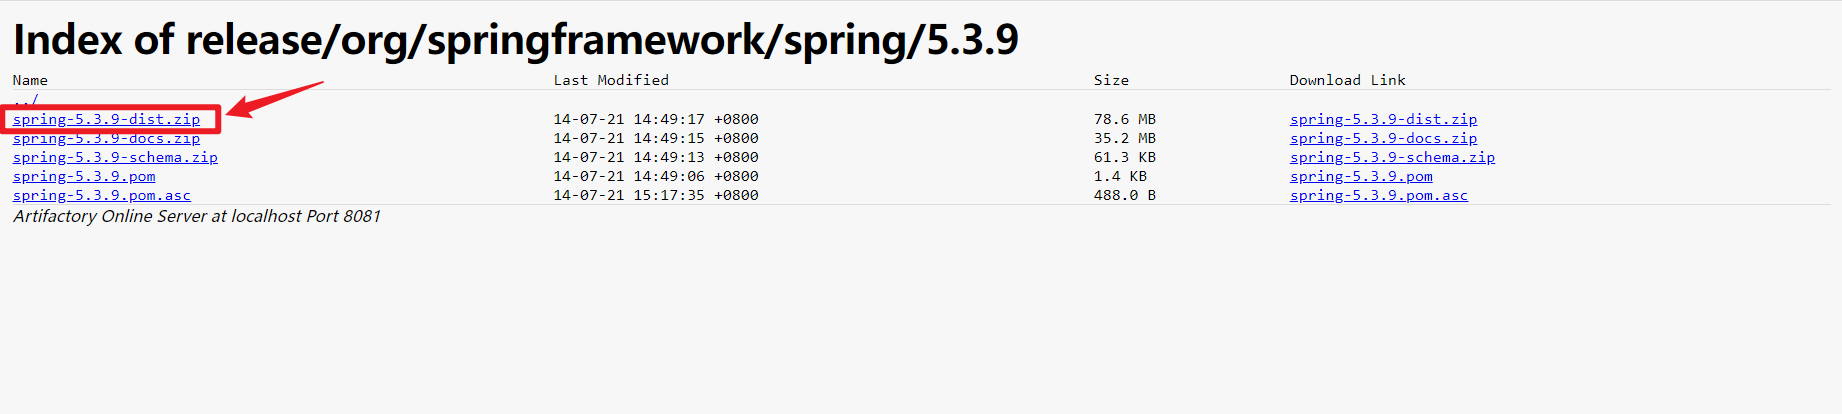 Index of release/org/springframework/spring/5.3.9
Name Last Modified Size Download Link
../
spring-5.3.9-dist.zip 14-07-21 14:49:17 +0800 78.6 MB spring-5.3.9-dist.zip
spring-5.3.9-docs.zip 14-07-21 14:49:15 +0800 35.2 MB spring-5.3.9-docs.zip
spring-5.3.9-schema.zip 14-07-21 14:49:13 +0800 61.3 KB spring-5.3.9-schema.zip
spring-5.3.9.pom 14-07-21 14:49:06 +0800 1.4 KB spring-5.3.9.pom
spring-5.3.9.pom.asc 14-07-21 15:17:35 +0800 488.0 B spring-5.3.9.pom.asc
Artifactory Online Server at localhost Port 8081